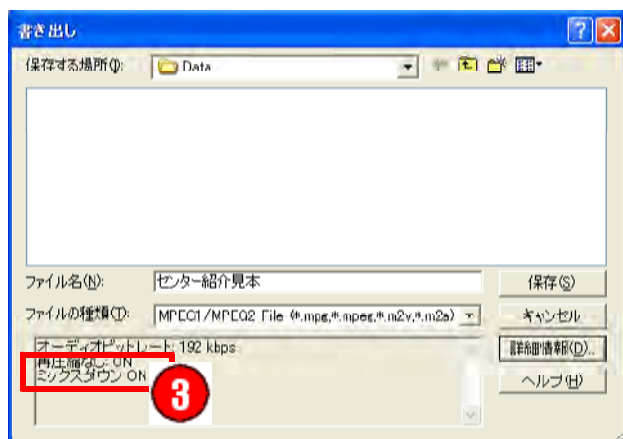 書き出し
保存する場所(I):
Data
ファイル名(N):
センター紹介見本
保存(S)
ファイルの種類(T):
MPEG1/MPEG2 File (*.mpg,*.mpeg,*.m2v,*.m2s)
キャンセル
オーディオビットレート: 192 kbps
詳細情報(D)..
再圧縮なし: ON
ミックスダウン ON
3
ヘルプ(H)